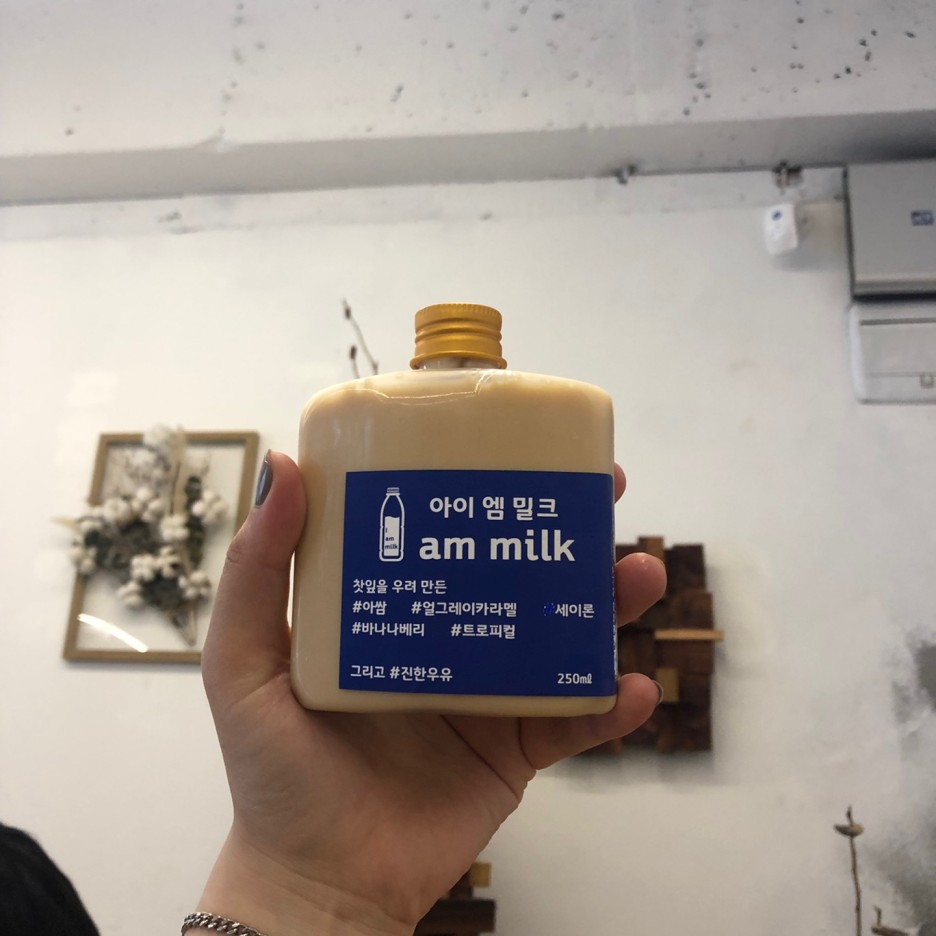 아이 엠 밀크
am milk
I
am
milk
찻잎을 우려 만든
#아쌈 #얼그레이카라멜 #세이론
#바나나베리 #트로피컬
그리고 #진한우유
250㎖